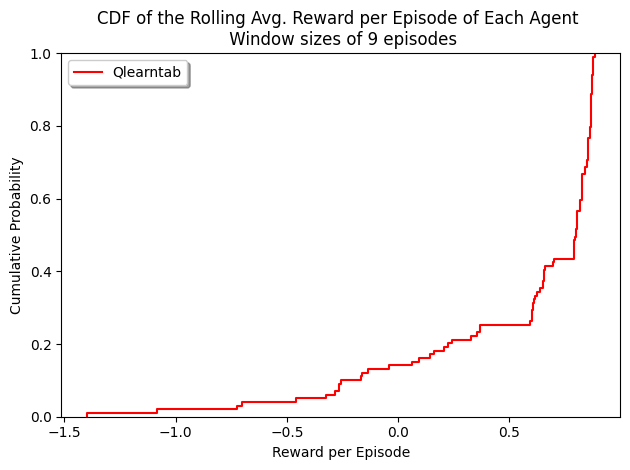 CDF of the Rolling Avg. Reward per Episode of Each Agent
Window sizes of 9 episodes
Qlearntab
Cumulative Probability
1.0
0.8
0.6
0.4
0.2
0.0
−1.5 −1.0 −0.5 0.0 0.5
Reward per Episode